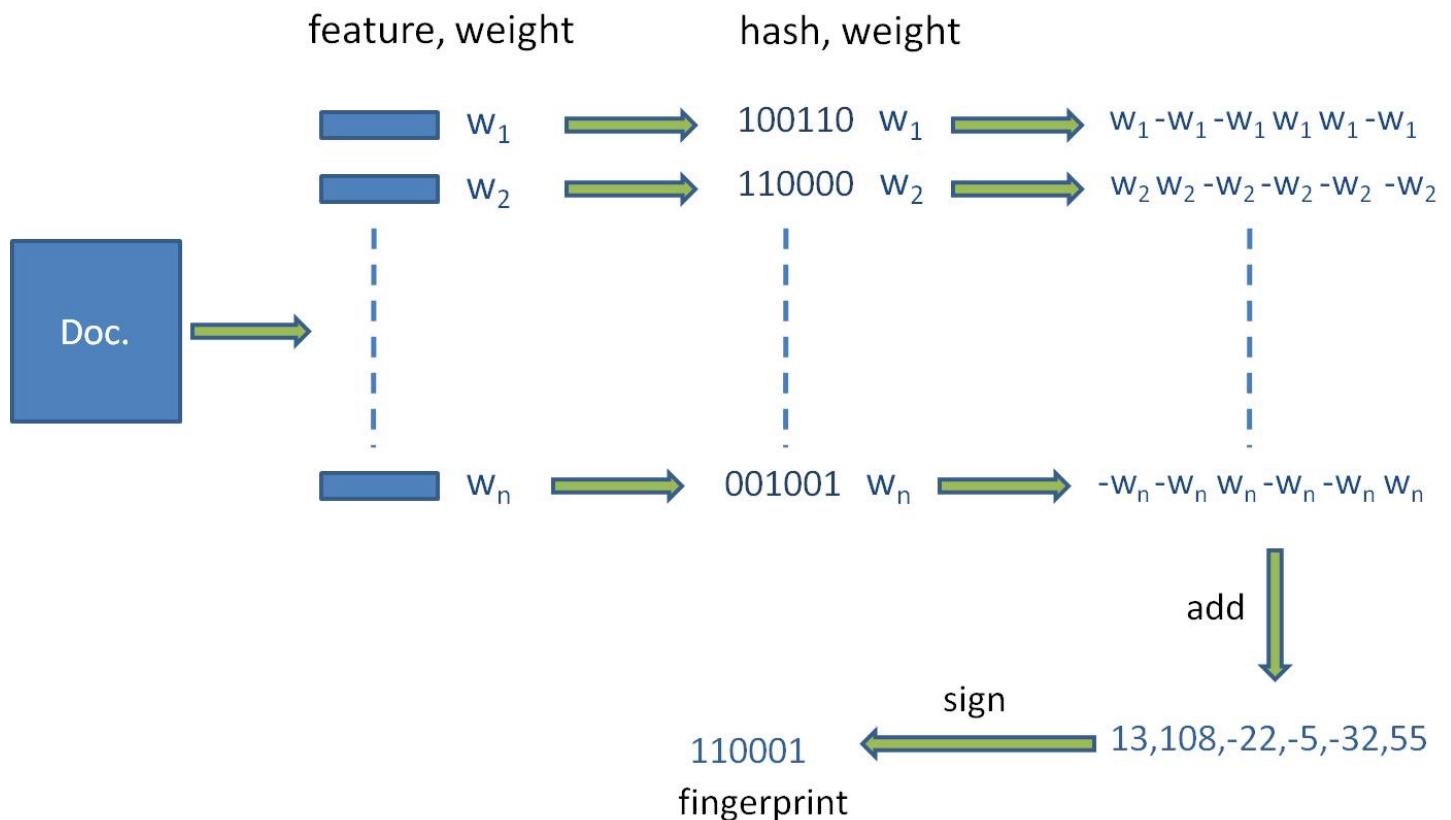 feature, weight hash, weight
w₁ 100110 w₁ w₁ -w₁ -w₁ w₁ w₁ -w₁
w₂ 110000 w₂ w₂ w₂ -w₂ -w₂ -w₂ -w₂
Doc.
wₙ 001001 wₙ -wₙ -wₙ wₙ -wₙ -wₙ wₙ
add
sign
110001 13,108,-22,-5,-32,55
fingerprint